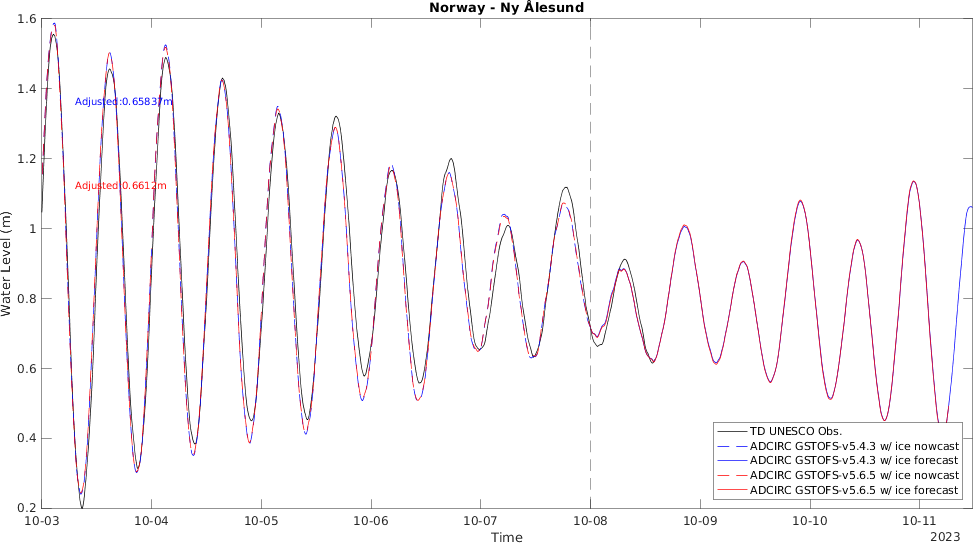 Norway - Ny Ålesund
1.6
1.4
1.2
1
0.8
0.6
0.4
0.2
Water Level (m)
Adjusted:0.65837m
Adjusted:0.6612m
TD UNESCO Obs.
ADCIRC GSTOFS-v5.4.3 w/ ice nowcast
ADCIRC GSTOFS-v5.4.3 w/ ice forecast
ADCIRC GSTOFS-v5.6.5 w/ ice nowcast
ADCIRC GSTOFS-v5.6.5 w/ ice forecast
10-03 10-04 10-05 10-06 10-07 10-08 10-09 10-10 10-11
Time
2023